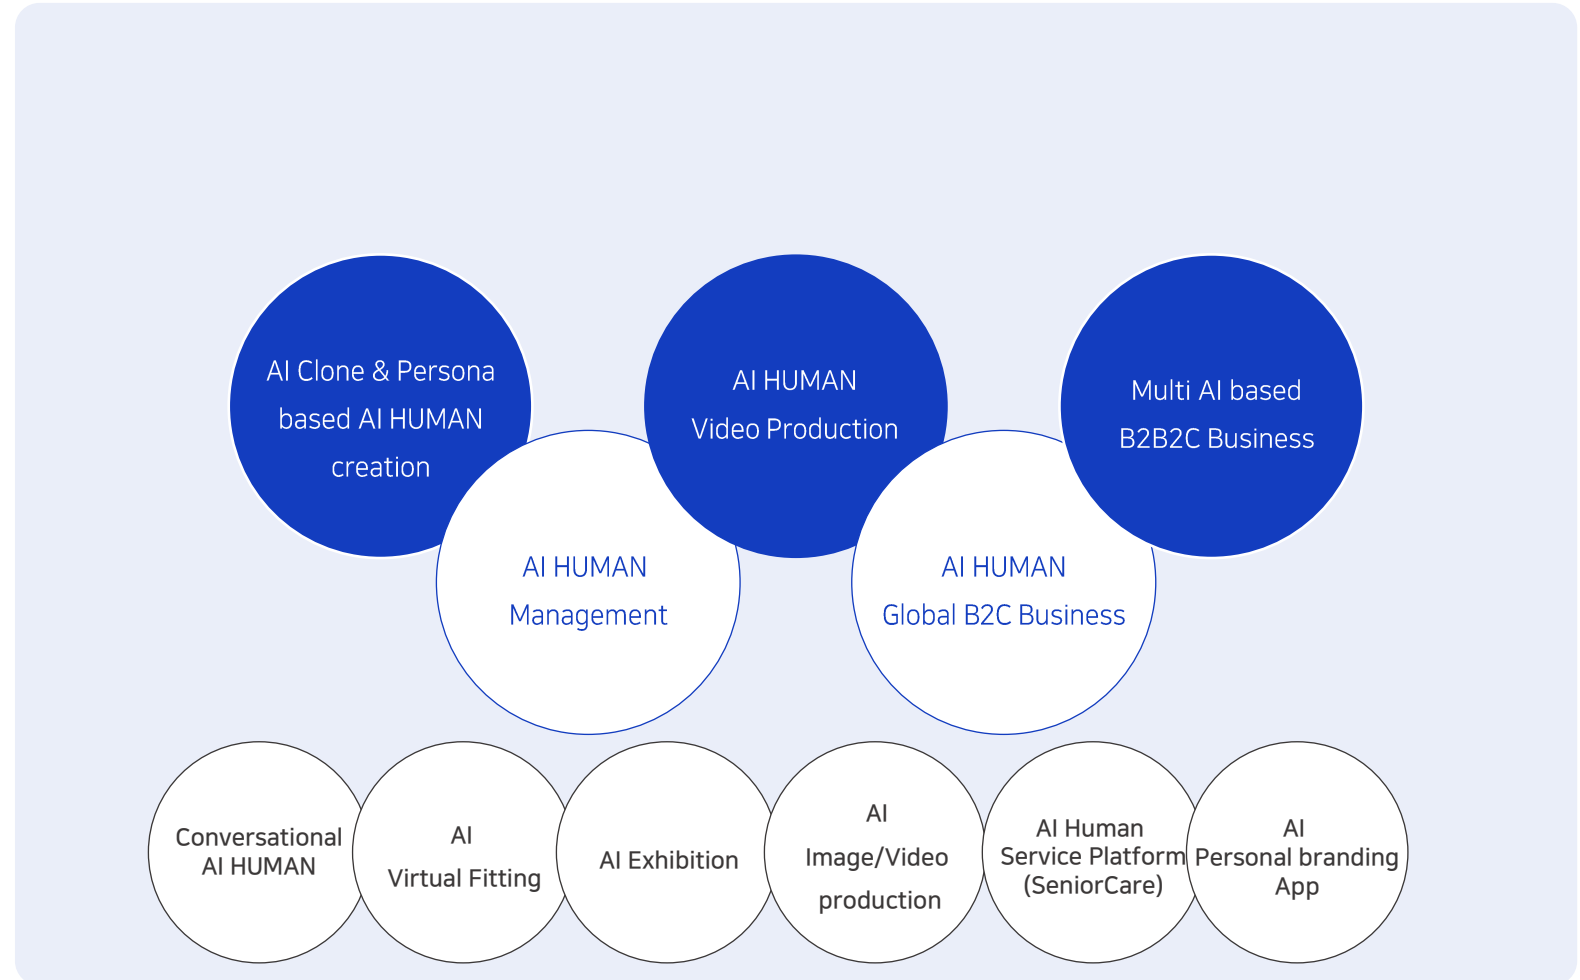 AI Clone & Persona
based AI HUMAN
creation
AI HUMAN
Video Production
Multi AI based
B2B2C Business
AI HUMAN
Management
AI HUMAN
Global B2C Business
Conversational
AI HUMAN
AI
Virtual Fitting
AI Exhibition
AI
Image/Video
production
AI Human
Service Platform
(SeniorCare)
AI
Personal branding
App